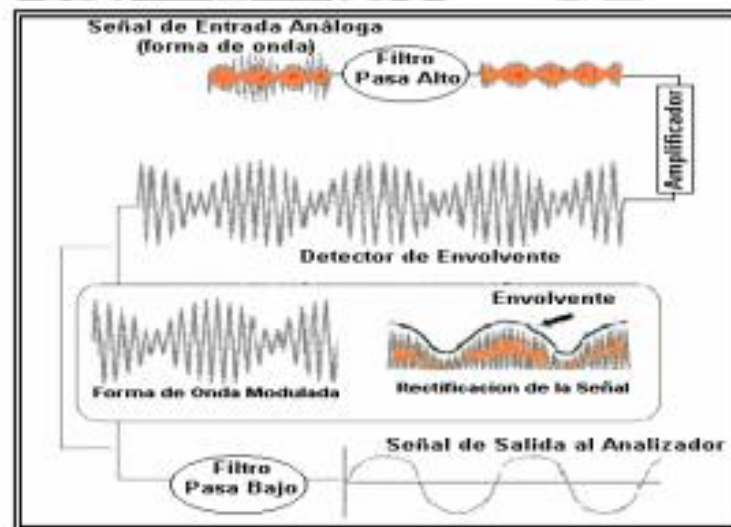 Señal de Entrada Análoga
(forma de onda)
Filtro
Pasa Alto
Amplificador
Detector de Envolvente
Envolvente
Forma de Onda Modulada
Rectificacion de la Señal
Señal de Salida al Analizador
Filtro
Pasa Bajo